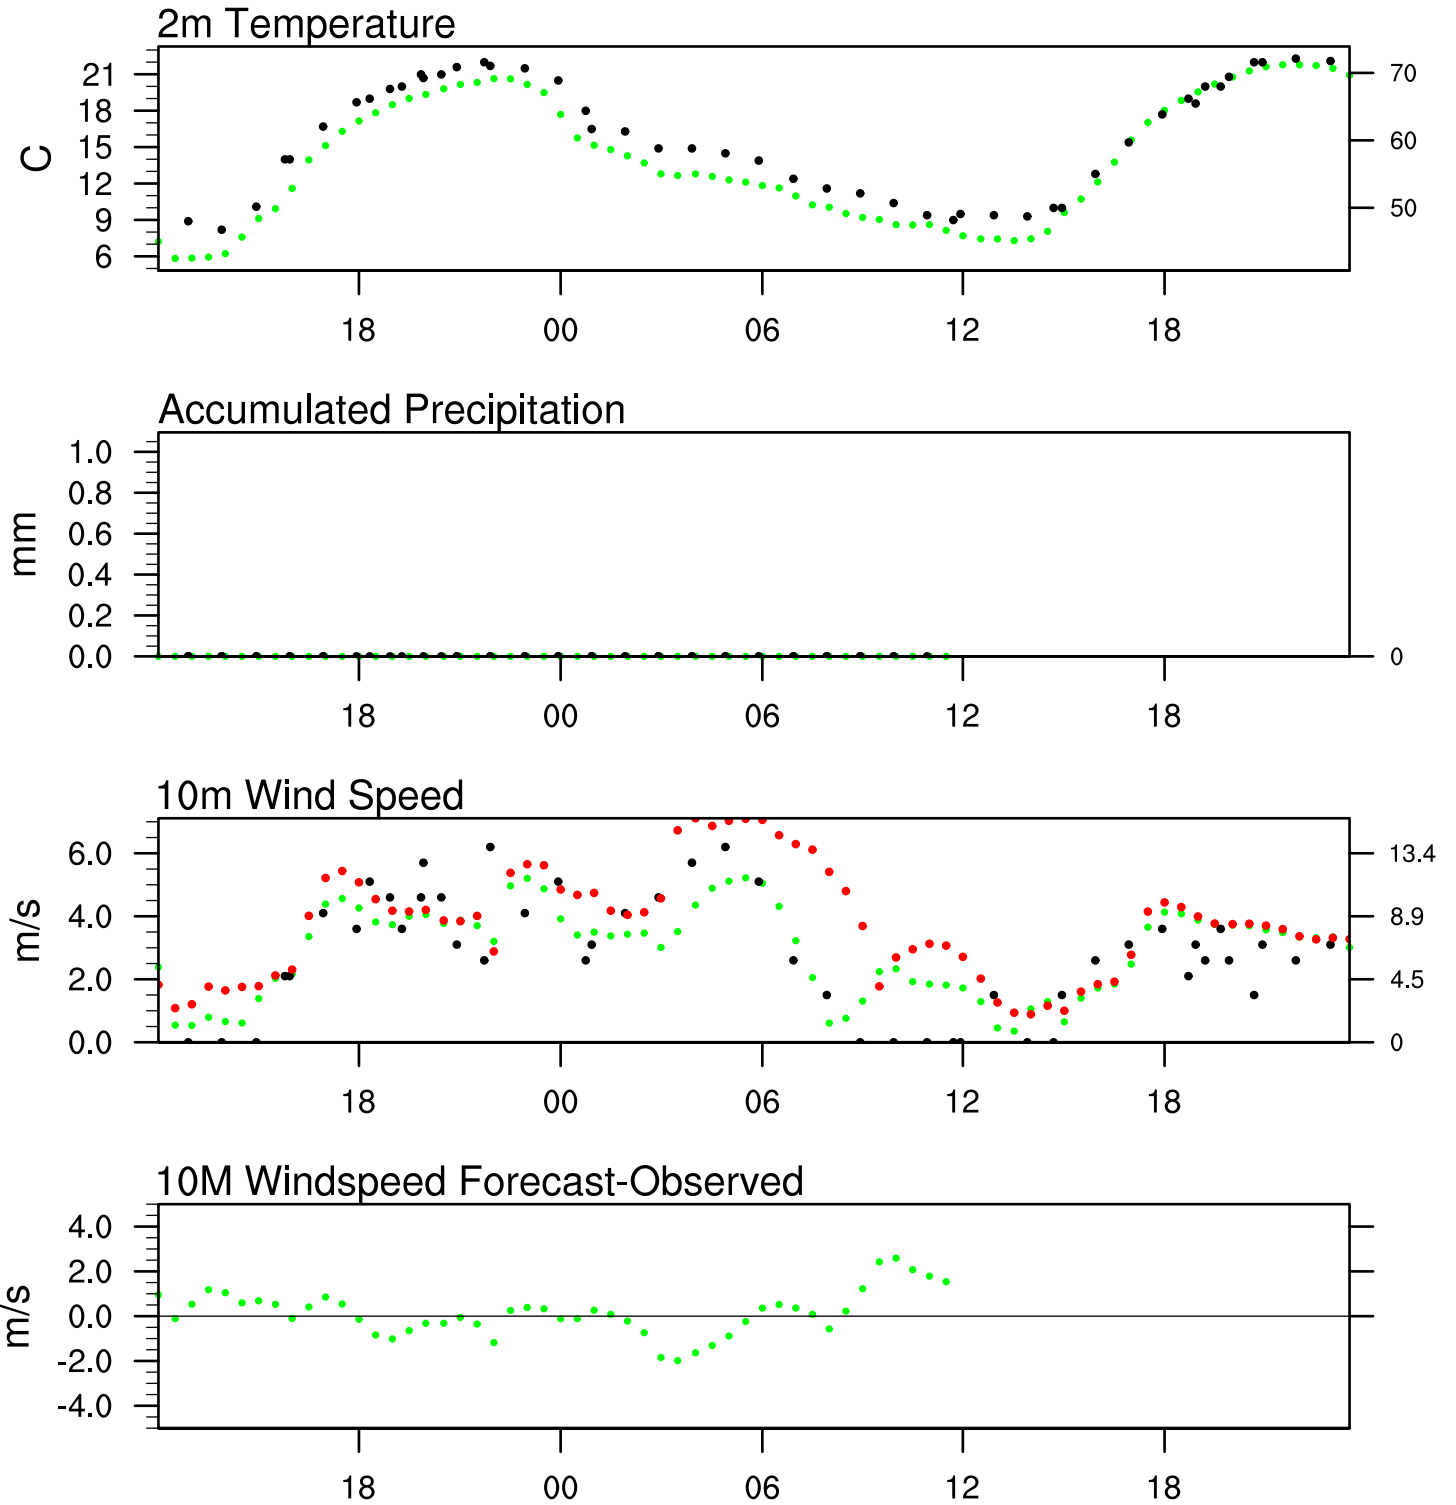 2m Temperature
21
18
15
12
9
6
C
70
60
50
18 00 06 12 18
Accumulated Precipitation
1.0
0.8
0.6
0.4
0.2
0.0
mm
0
18 00 06 12 18
10m Wind Speed
6.0
4.0
2.0
0.0
m/s
13.4
8.9
4.5
0
18 00 06 12 18
10M Windspeed Forecast-Observed
4.0
2.0
0.0
-2.0
-4.0
m/s
18 00 06 12 18